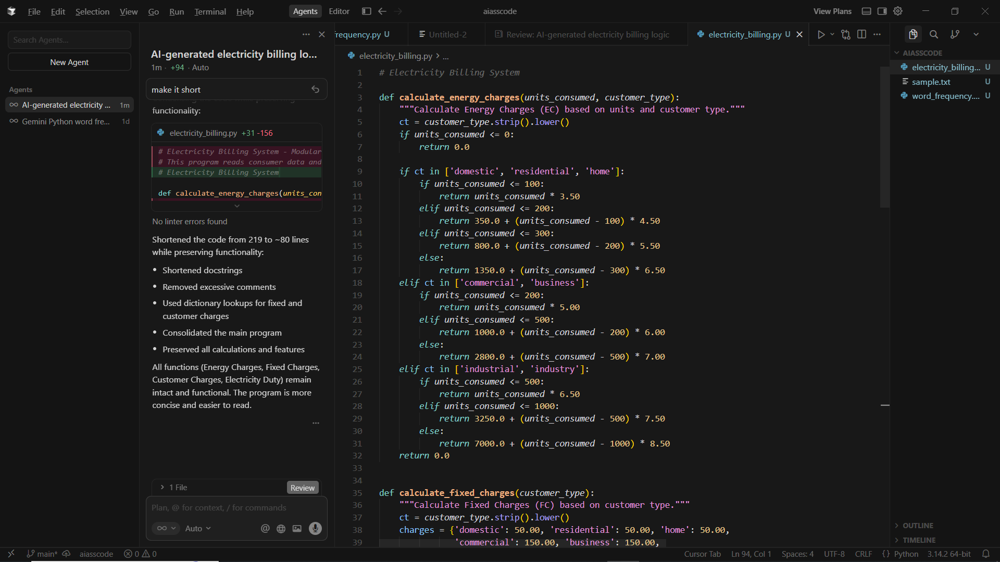 File Edit Selection View Go Run Terminal Help
Agents Editor
aiasscode
View Plans
Search Agents...
New Agent
Agents
AI-generated electricity ... 1m
Gemini Python word fre... 1d
AI-generated electricity billing lo...
1m · +94 · Auto
make it short
functionality:
electricity_billing.py +31 -156
# Electricity Billing System - Modular
# This program reads consumer data and
# Electricity Billing System
def calculate_energy_charges(units_con
No linter errors found
Shortened the code from 219 to ~80 lines
while preserving functionality:
• Shortened docstrings
• Removed excessive comments
• Used dictionary lookups for fixed and
customer charges
• Consolidated the main program
• Preserved all calculations and features
All functions (Energy Charges, Fixed Charges,
Customer Charges, Electricity Duty) remain
intact and functional. The program is more
concise and easier to read.
1 File Review
Plan, @ for context, / for commands
Auto
requency.py U
Untitled-2
Review: AI-generated electricity billing logic
electricity_billing.py U
electricity_billing.py > ...
1 # Electricity Billing System
2
3 def calculate_energy_charges(units_consumed, customer_type):
4 """Calculate Energy Charges (EC) based on units and customer type."""
5 ct = customer_type.strip().lower()
6 if units_consumed <= 0:
7 return 0.0
8
9 if ct in ['domestic', 'residential', 'home']:
10 if units_consumed <= 100:
11 return units_consumed * 3.50
12 elif units_consumed <= 200:
13 return 350.0 + (units_consumed - 100) * 4.50
14 elif units_consumed <= 300:
15 return 800.0 + (units_consumed - 200) * 5.50
16 else:
17 return 1350.0 + (units_consumed - 300) * 6.50
18 elif ct in ['commercial', 'business']:
19 if units_consumed <= 200:
20 return units_consumed * 5.00
21 elif units_consumed <= 500:
22 return 1000.0 + (units_consumed - 200) * 6.00
23 else:
24 return 2800.0 + (units_consumed - 500) * 7.00
25 elif ct in ['industrial', 'industry']:
26 if units_consumed <= 500:
27 return units_consumed * 6.50
28 elif units_consumed <= 1000:
29 return 3250.0 + (units_consumed - 500) * 7.50
30 else:
31 return 7000.0 + (units_consumed - 1000) * 8.50
32 return 0.0
33
34
35 def calculate_fixed_charges(customer_type):
36 """Calculate Fixed Charges (FC) based on customer type."""
37 ct = customer_type.strip().lower()
38 charges = {'domestic': 50.00, 'residential': 50.00, 'home': 50.00,
39 'commercial': 150.00, 'business': 150.00,
AIASSCODE
electricity_billing... U
sample.txt U
word_frequency.... U
OUTLINE
TIMELINE
main* aiasscode 0 0
Cursor Tab Ln 94, Col 1 Spaces: 4 UTF-8 CRLF {} Python 3.14.2 64-bit